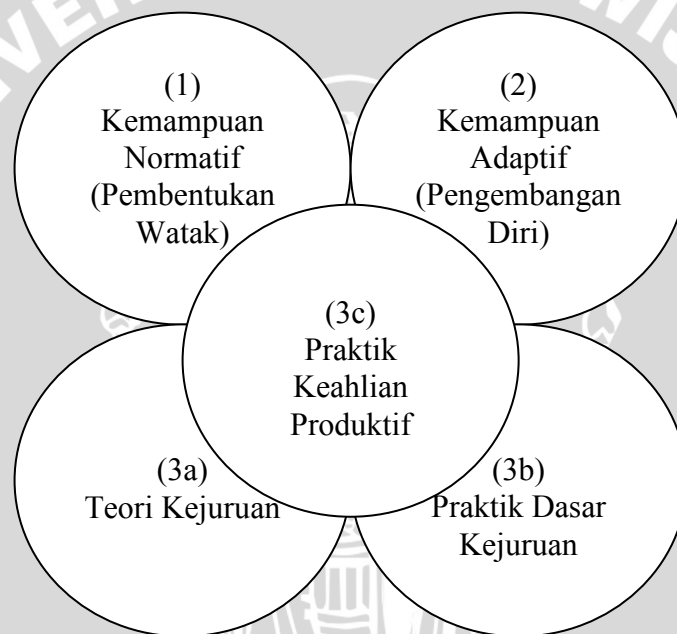 (1)
Kemampuan
Normatif
(Pembentukan
Watak)
(2)
Kemampuan
Adaptif
(Pengembangan
Diri)
(3c)
Praktik
Keahlian
Produktif
(3a)
Teori Kejuruan
(3b)
Praktik Dasar
Kejuruan